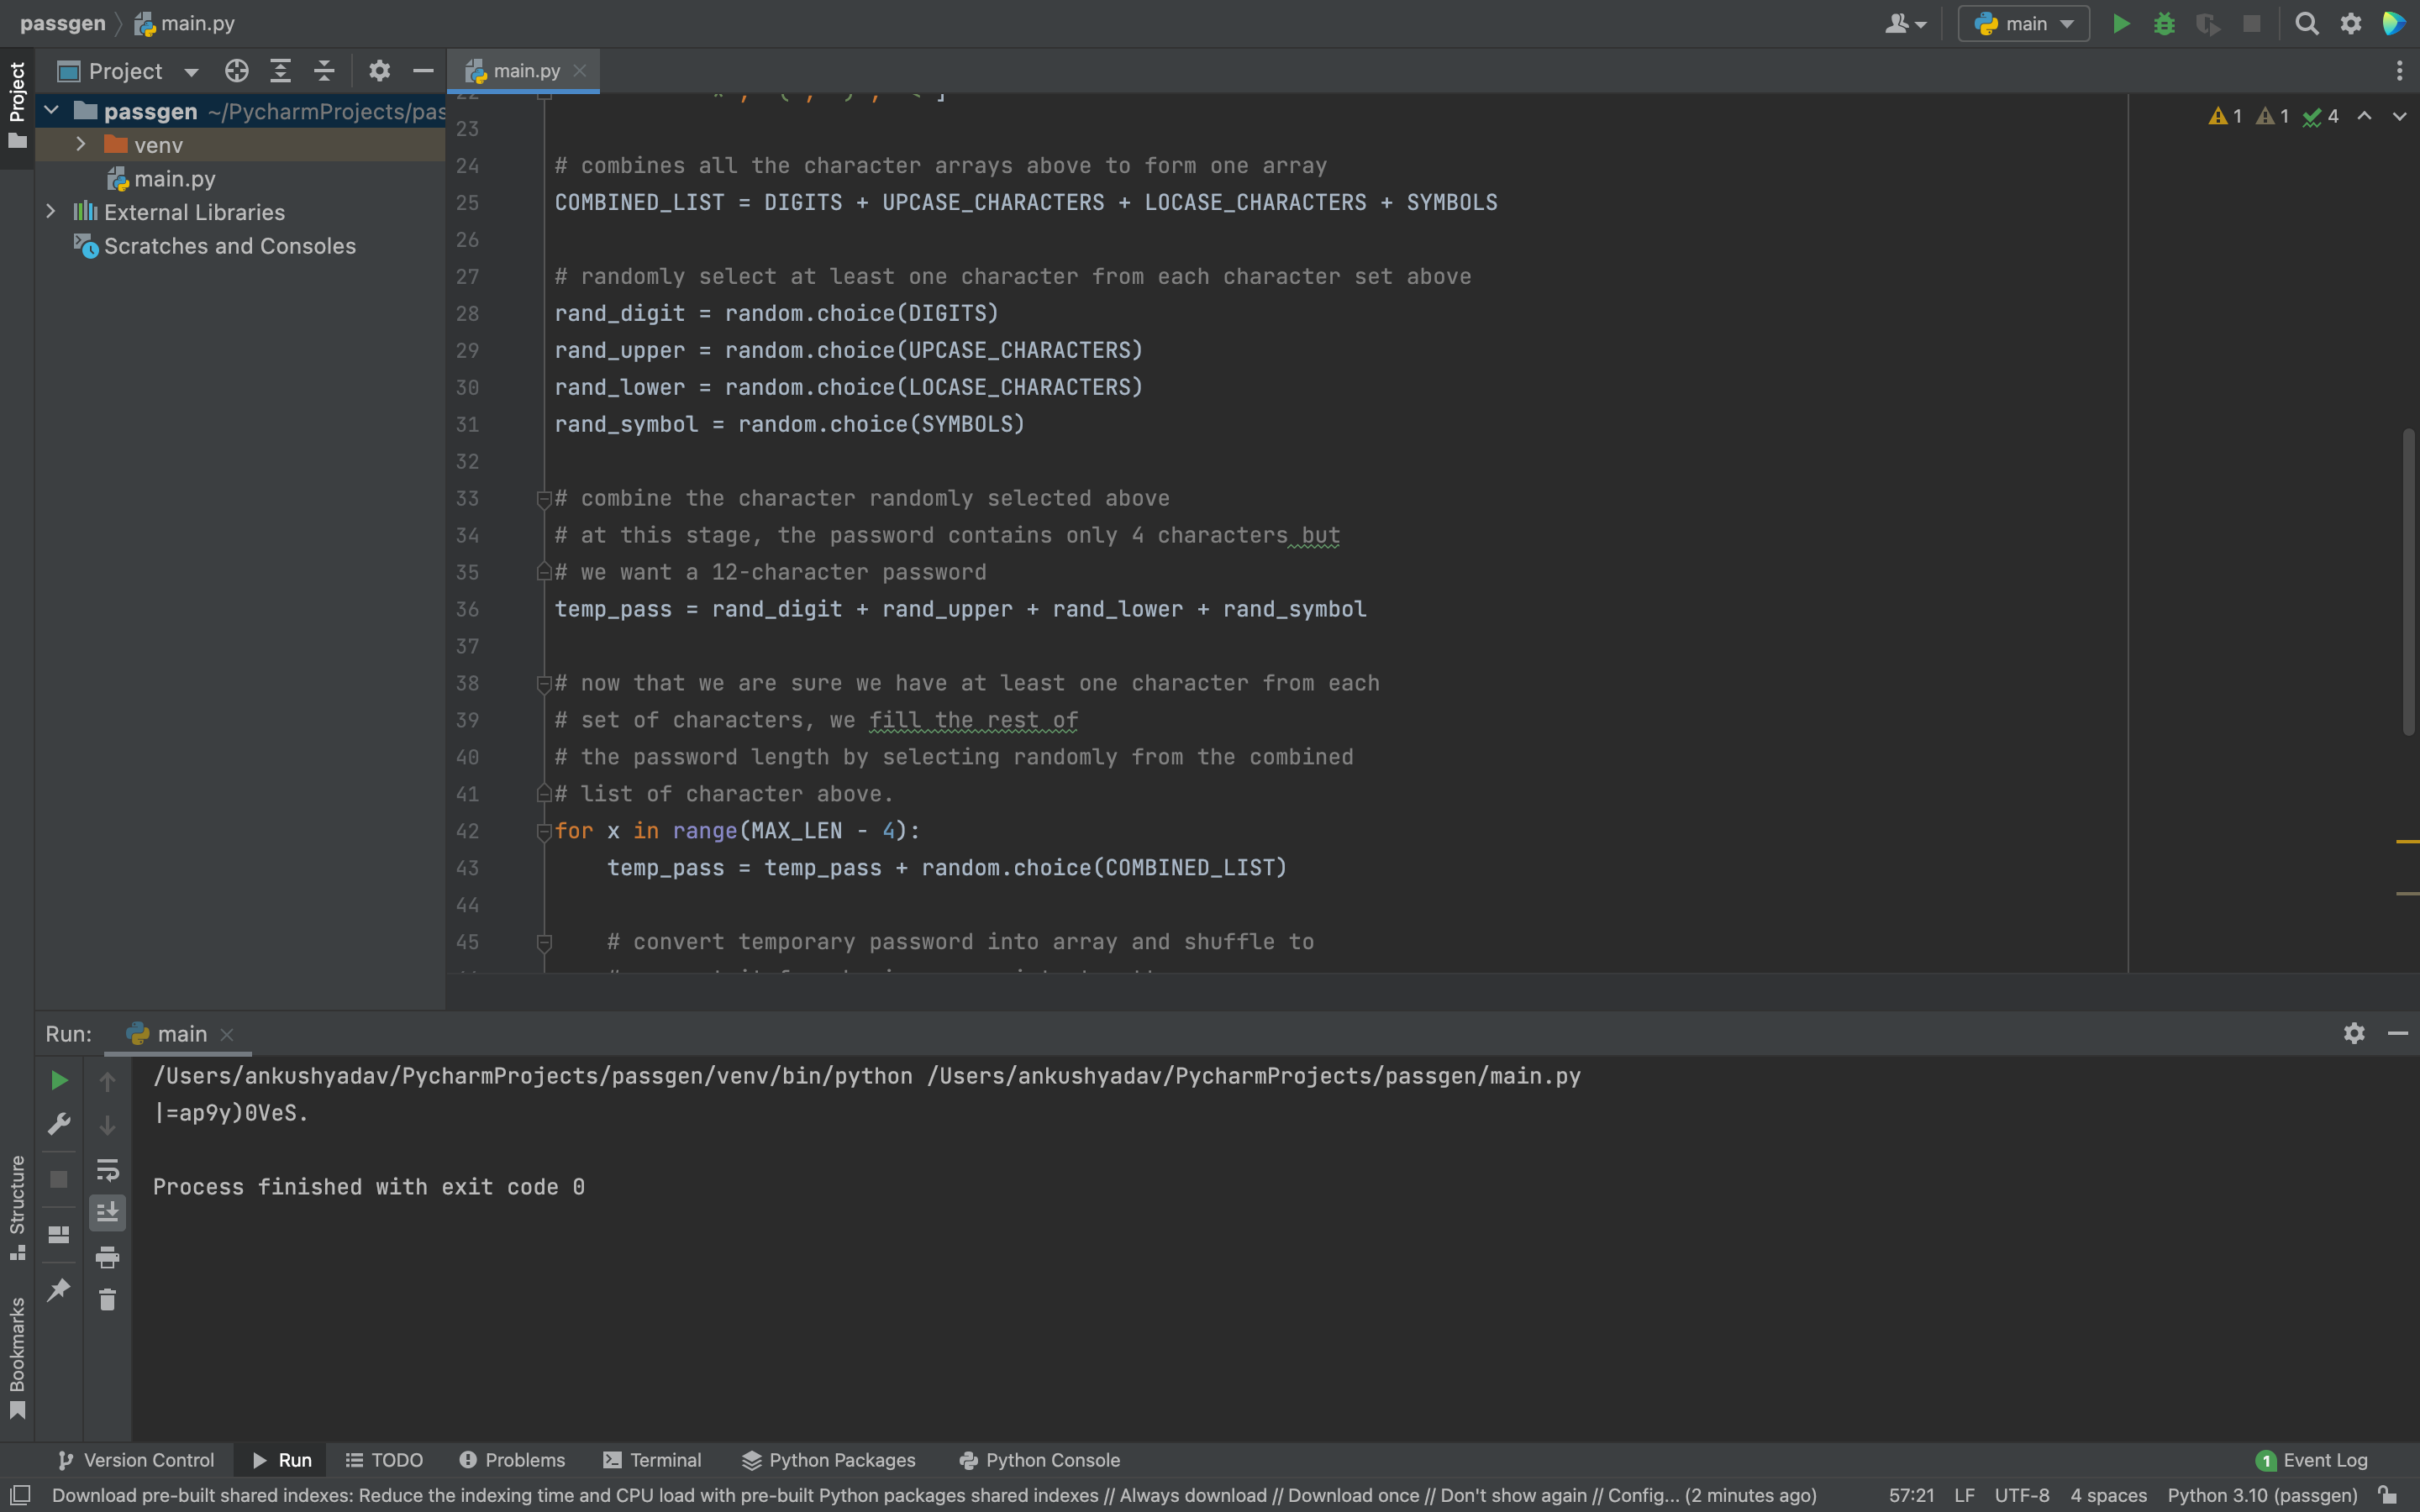 passgen
main.py
main
Project
Project
main.py
passgen ~/PycharmProjects/pas
venv
main.py
External Libraries
Scratches and Consoles
1 1 4
22
23
24 # combines all the character arrays above to form one array
25 COMBINED_LIST = DIGITS + UPCASE_CHARACTERS + LOCASE_CHARACTERS + SYMBOLS
26
27 # randomly select at least one character from each character set above
28 rand_digit = random.choice(DIGITS)
29 rand_upper = random.choice(UPCASE_CHARACTERS)
30 rand_lower = random.choice(LOCASE_CHARACTERS)
31 rand_symbol = random.choice(SYMBOLS)
32
33 # combine the character randomly selected above
34 # at this stage, the password contains only 4 characters but
35 # we want a 12-character password
36 temp_pass = rand_digit + rand_upper + rand_lower + rand_symbol
37
38 # now that we are sure we have at least one character from each
39 # set of characters, we fill the rest of
40 # the password length by selecting randomly from the combined
41 # list of character above.
42 for x in range(MAX_LEN - 4):
43 temp_pass = temp_pass + random.choice(COMBINED_LIST)
44
45 # convert temporary password into array and shuffle to
Run: main
/Users/ankushyadav/PycharmProjects/passgen/venv/bin/python /Users/ankushyadav/PycharmProjects/passgen/main.py
|=ap9y)0VeS.
Process finished with exit code 0
Structure
Bookmarks
Version Control Run TODO Problems Terminal Python Packages Python Console 1 Event Log
Download pre-built shared indexes: Reduce the indexing time and CPU load with pre-built Python packages shared indexes // Always download // Download once // Don't show again // Config... (2 minutes ago) 57:21 LF UTF-8 4 spaces Python 3.10 (passgen)